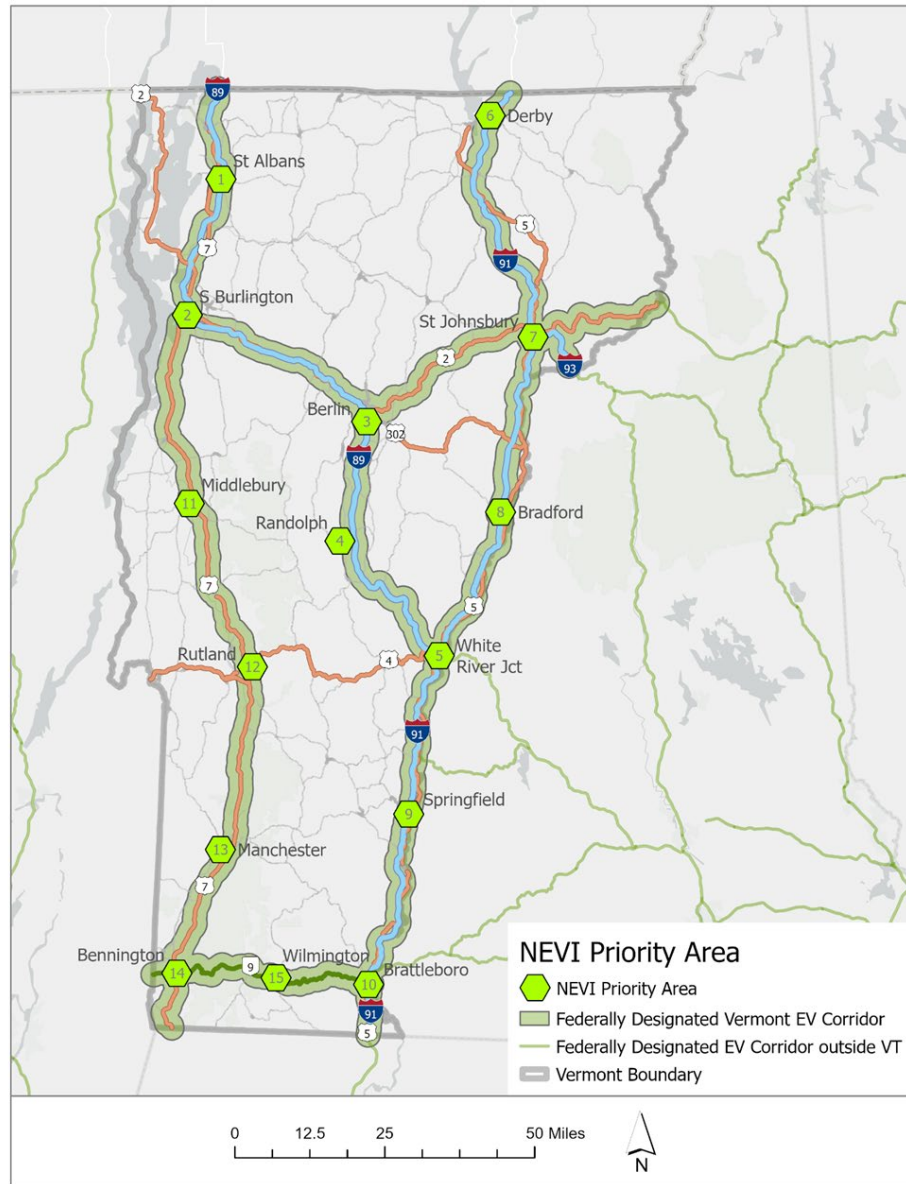 2
89
6
Derby
St Albans
1
5
7
91
S Burlington
2
St Johnsbury
7
2
93
Berlin
3
302
89
Middlebury
11
8
Bradford
Randolph
4
7
5
White
River Jct
5
Rutland
12
4
91
9
Springfield
13
Manchester
7
Bennington
14
9
Wilmington
15
Brattleboro
10
91
5
NEVI Priority Area
NEVI Priority Area
Federally Designated Vermont EV Corridor
Federally Designated EV Corridor outside VT
Vermont Boundary
0 12.5 25 50 Miles
N